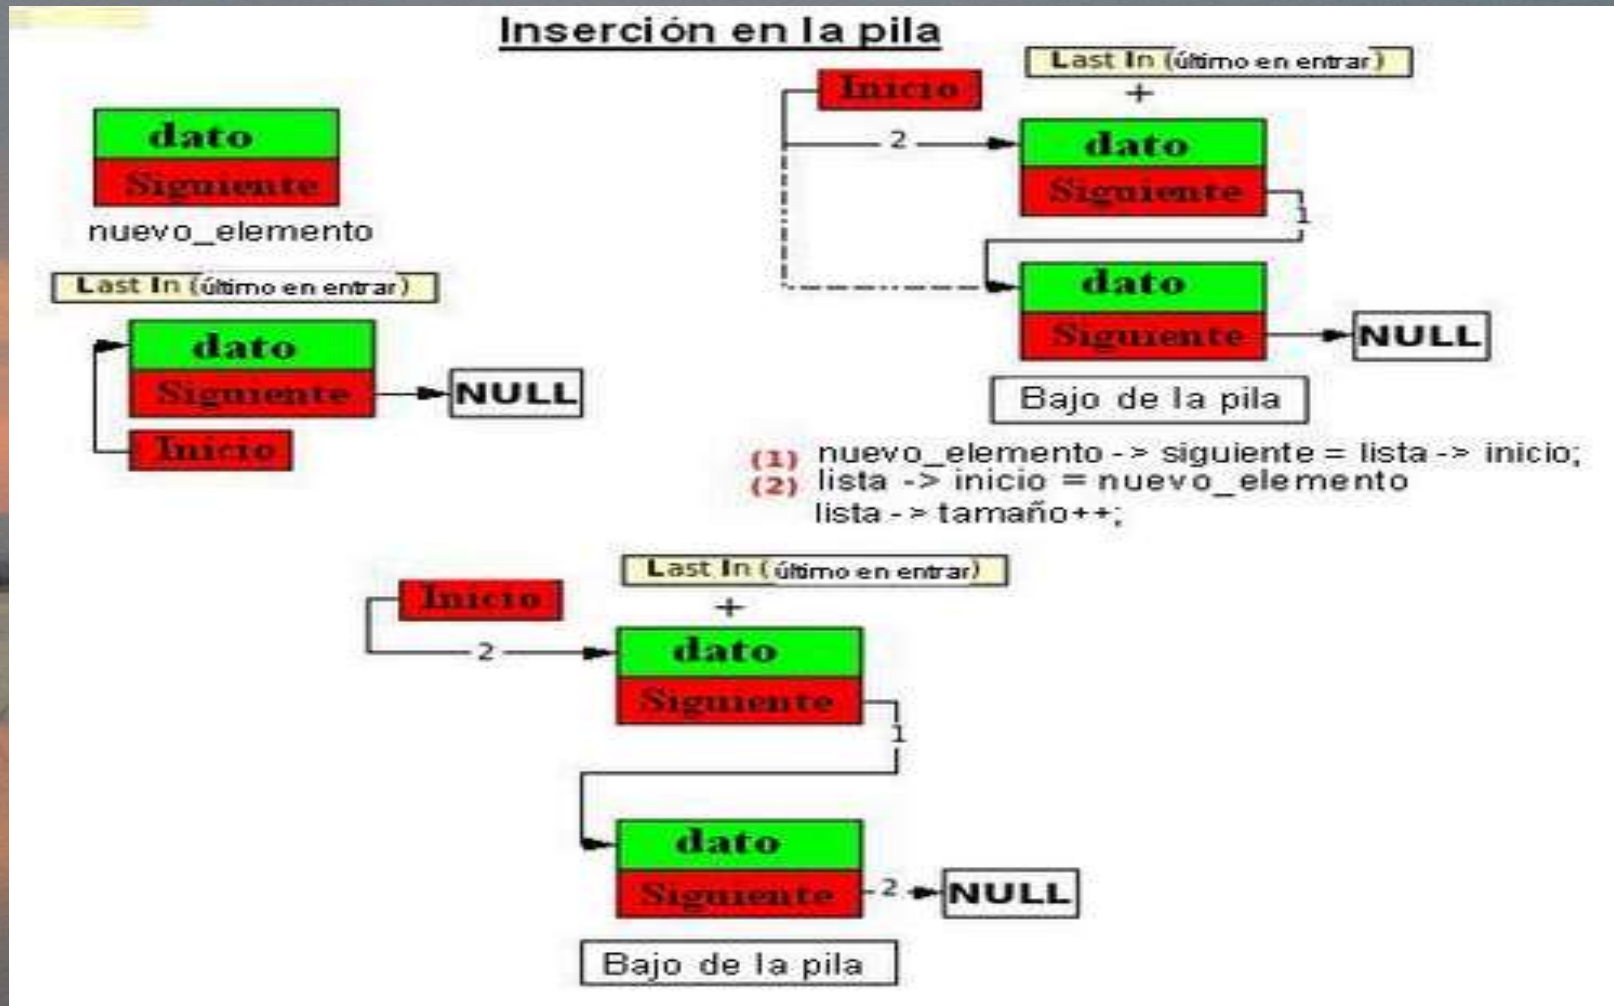 Inserción en la pila
dato
Siguiente
nuevo_elemento
Last In (último en entrar)
dato
Siguiente
NULL
Inicio
Last In (último en entrar)
+
Inicio
2
dato
Siguiente
1
dato
Siguiente
NULL
Bajo de la pila
(1) nuevo_elemento -> siguiente = lista -> inicio;
(2) lista -> inicio = nuevo_elemento
lista -> tamaño++;
Last In (último en entrar)
+
Inicio
2
dato
Siguiente
1
dato
Siguiente
2
NULL
Bajo de la pila